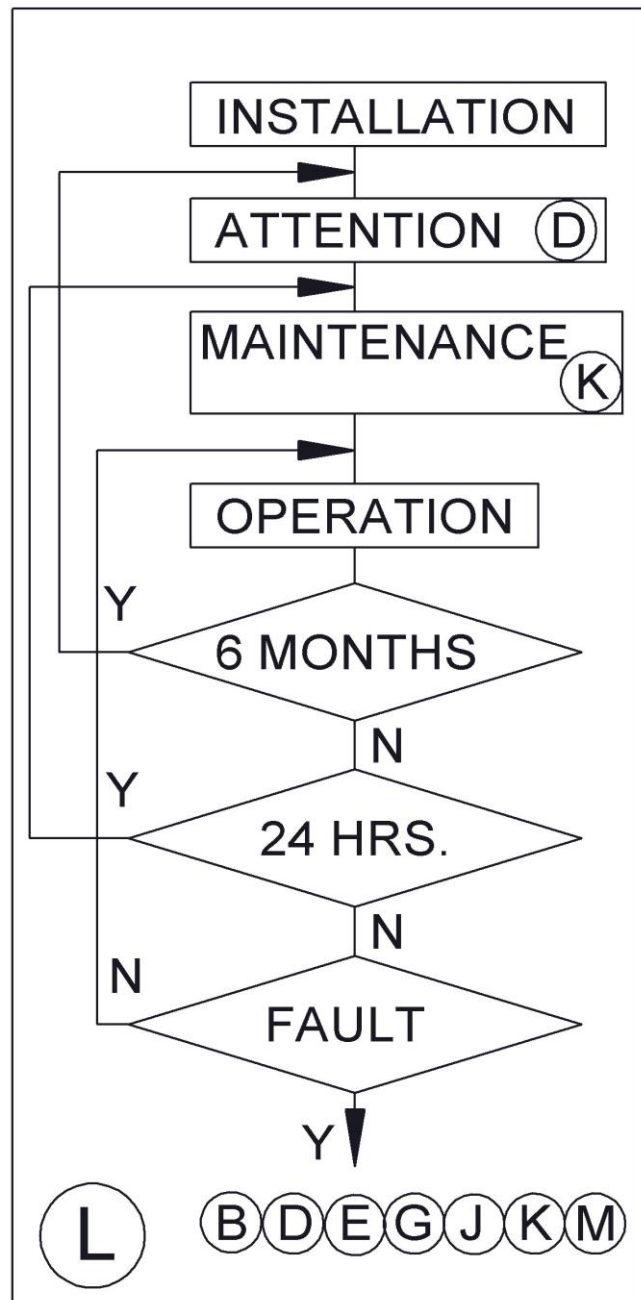 INSTALLATION
ATTENTION D
MAINTENANCE
K
OPERATION
Y
6 MONTHS
N
Y
24 HRS.
N
N
FAULT
Y
L B D E G J K M